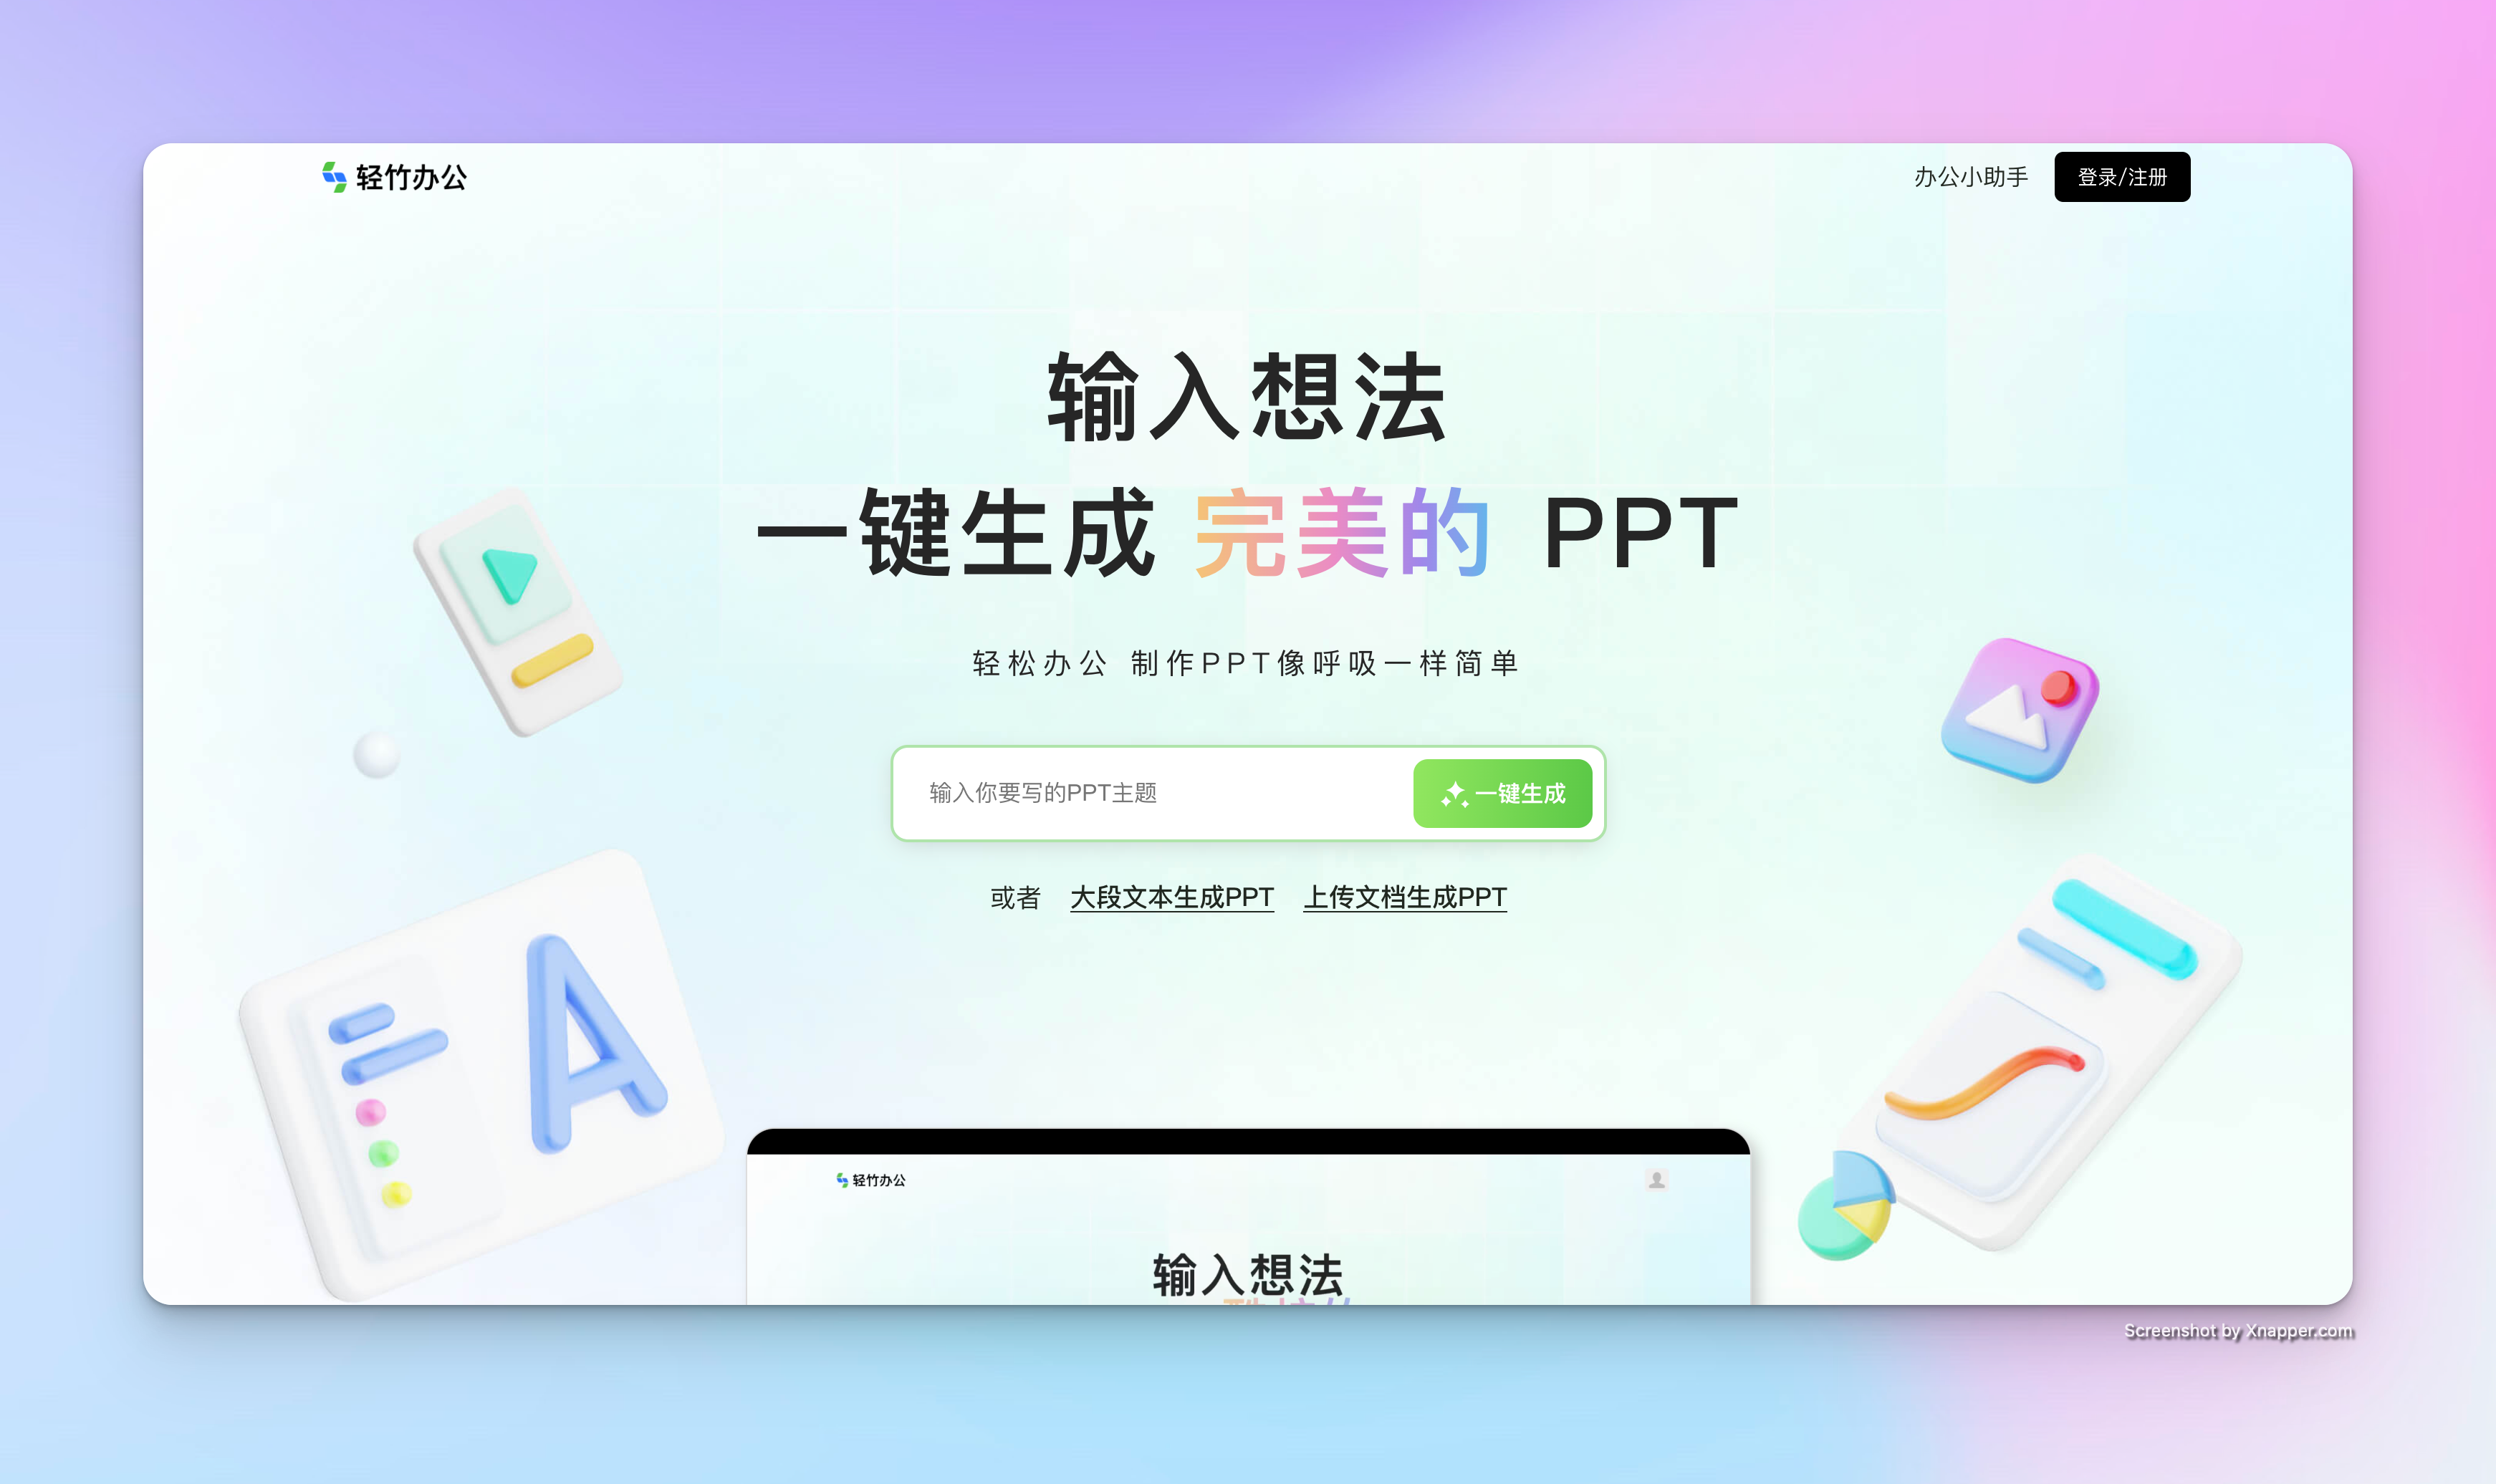 轻竹办公
办公小助手
登录/注册
输入想法
一键生成 完美的 PPT
轻松办公 制作PPT像呼吸一样简单
输入你要写的PPT主题
一键生成
或者 大段文本生成PPT 上传文档生成PPT
A
轻竹办公
输入想法
Screenshot by Xnapper.com